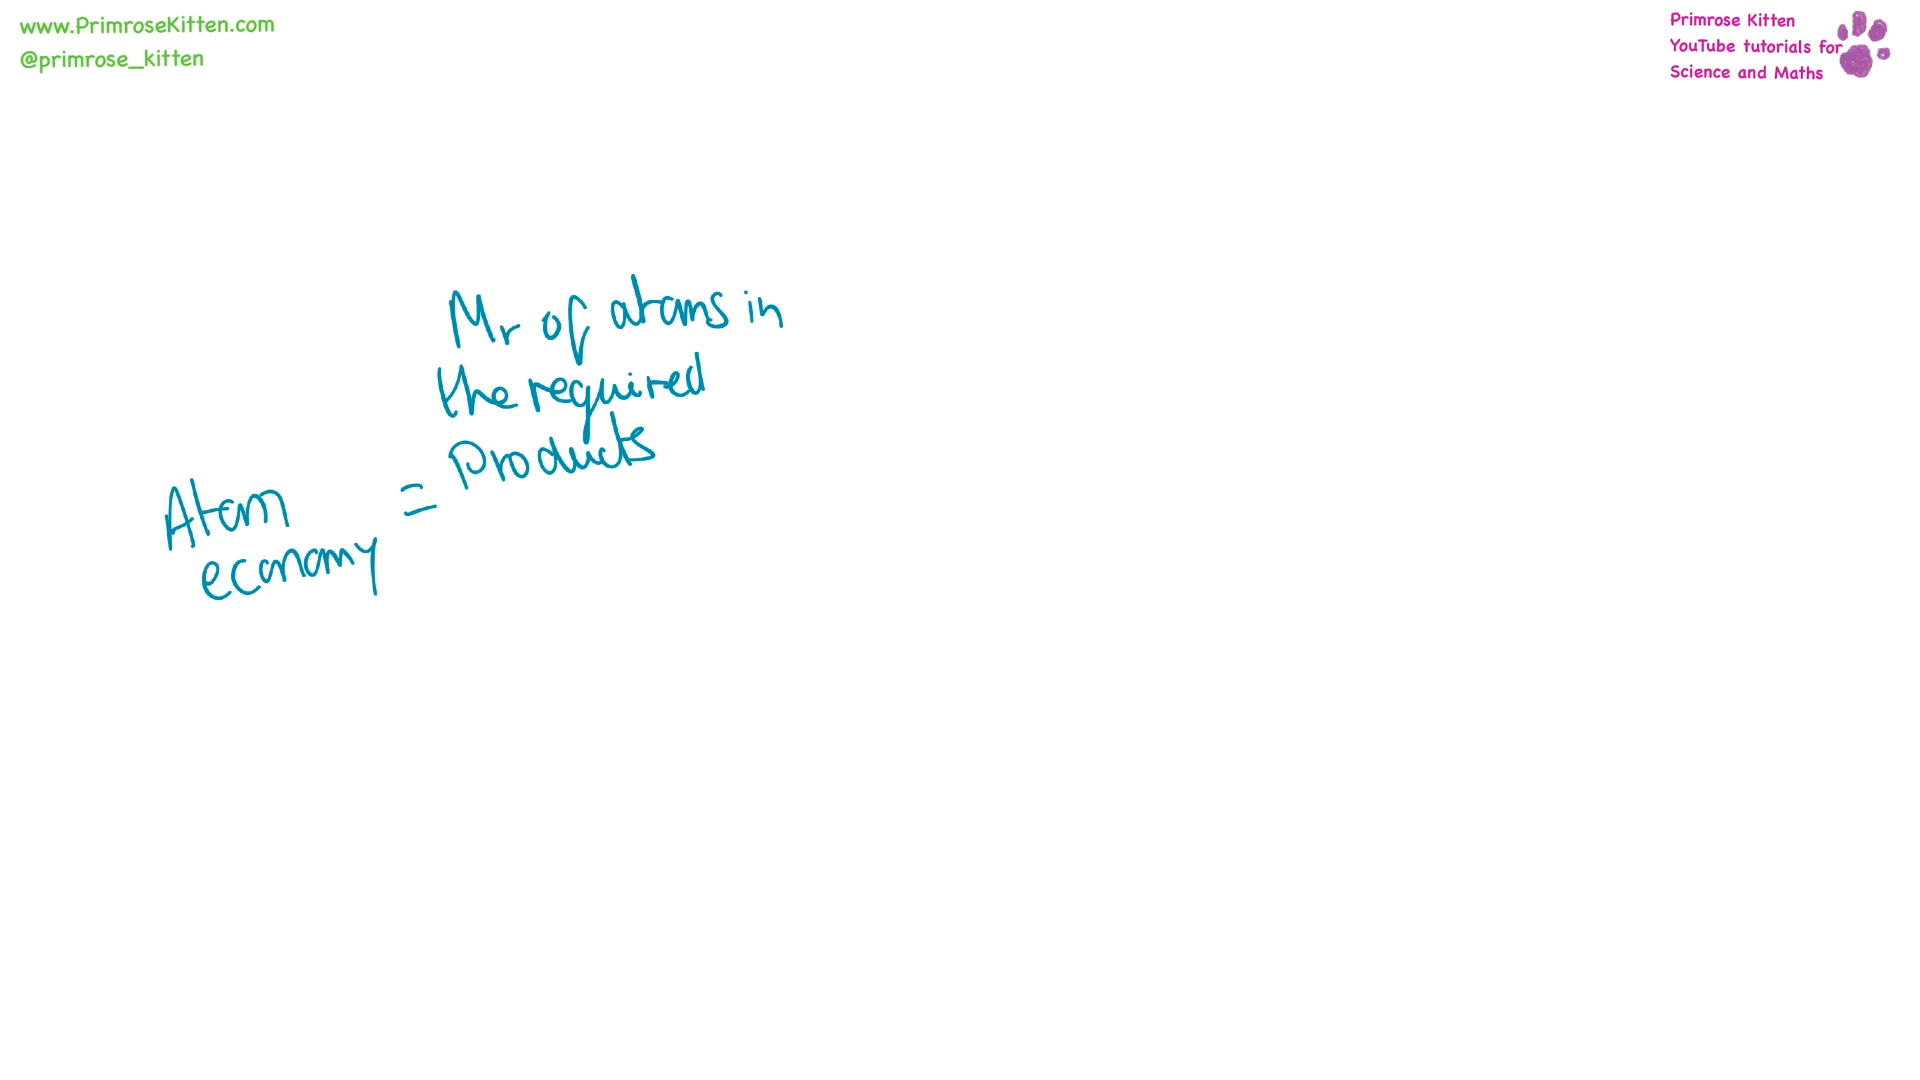 www.PrimroseKitten.com
@primrose_kitten
Primrose Kitten
YouTube tutorials for
Science and Maths
Mr of atoms in
the required
Products
Atom
economy =